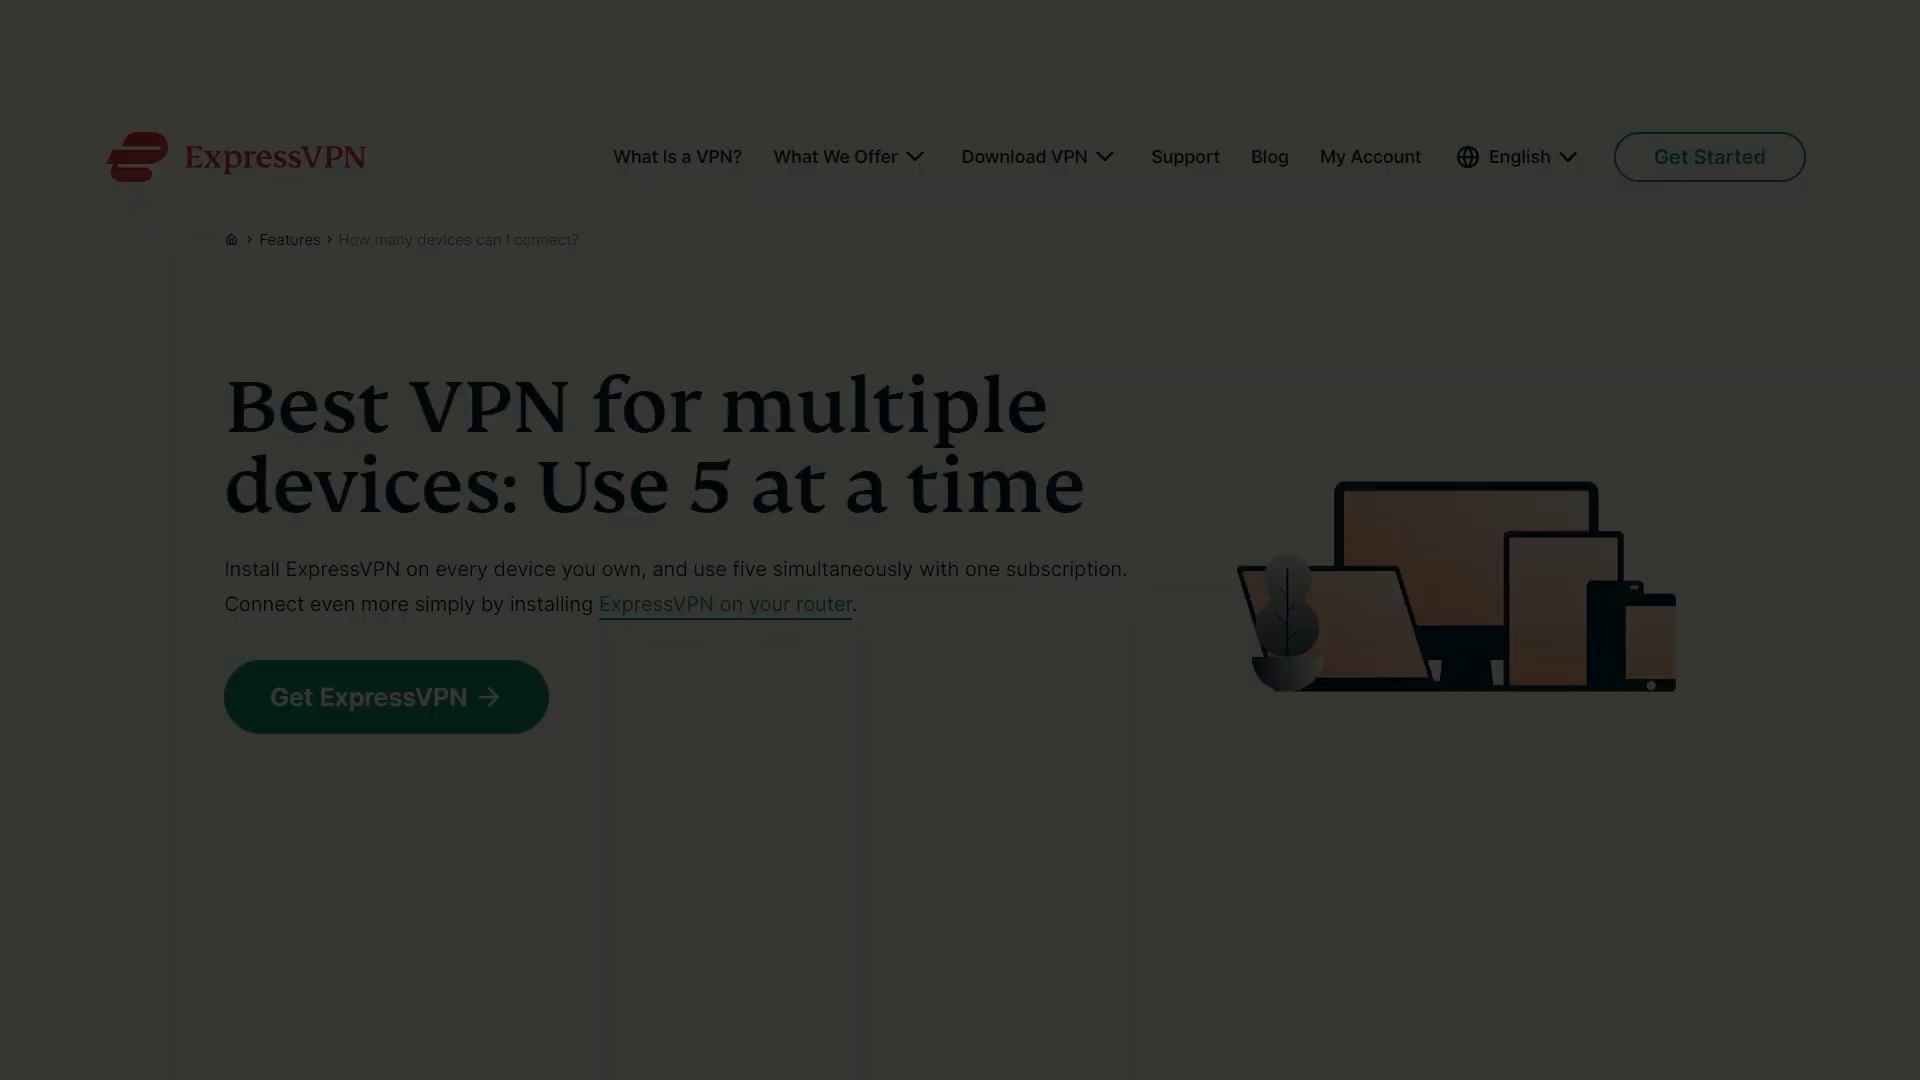 ExpressVPN
What Is a VPN? What We Offer Download VPN Support Blog My Account English Get Started
Features › How many devices can I connect?
Best VPN for multiple
devices: Use 5 at a time
Install ExpressVPN on every device you own, and use five simultaneously with one subscription.
Connect even more simply by installing ExpressVPN on your router.
Get ExpressVPN →